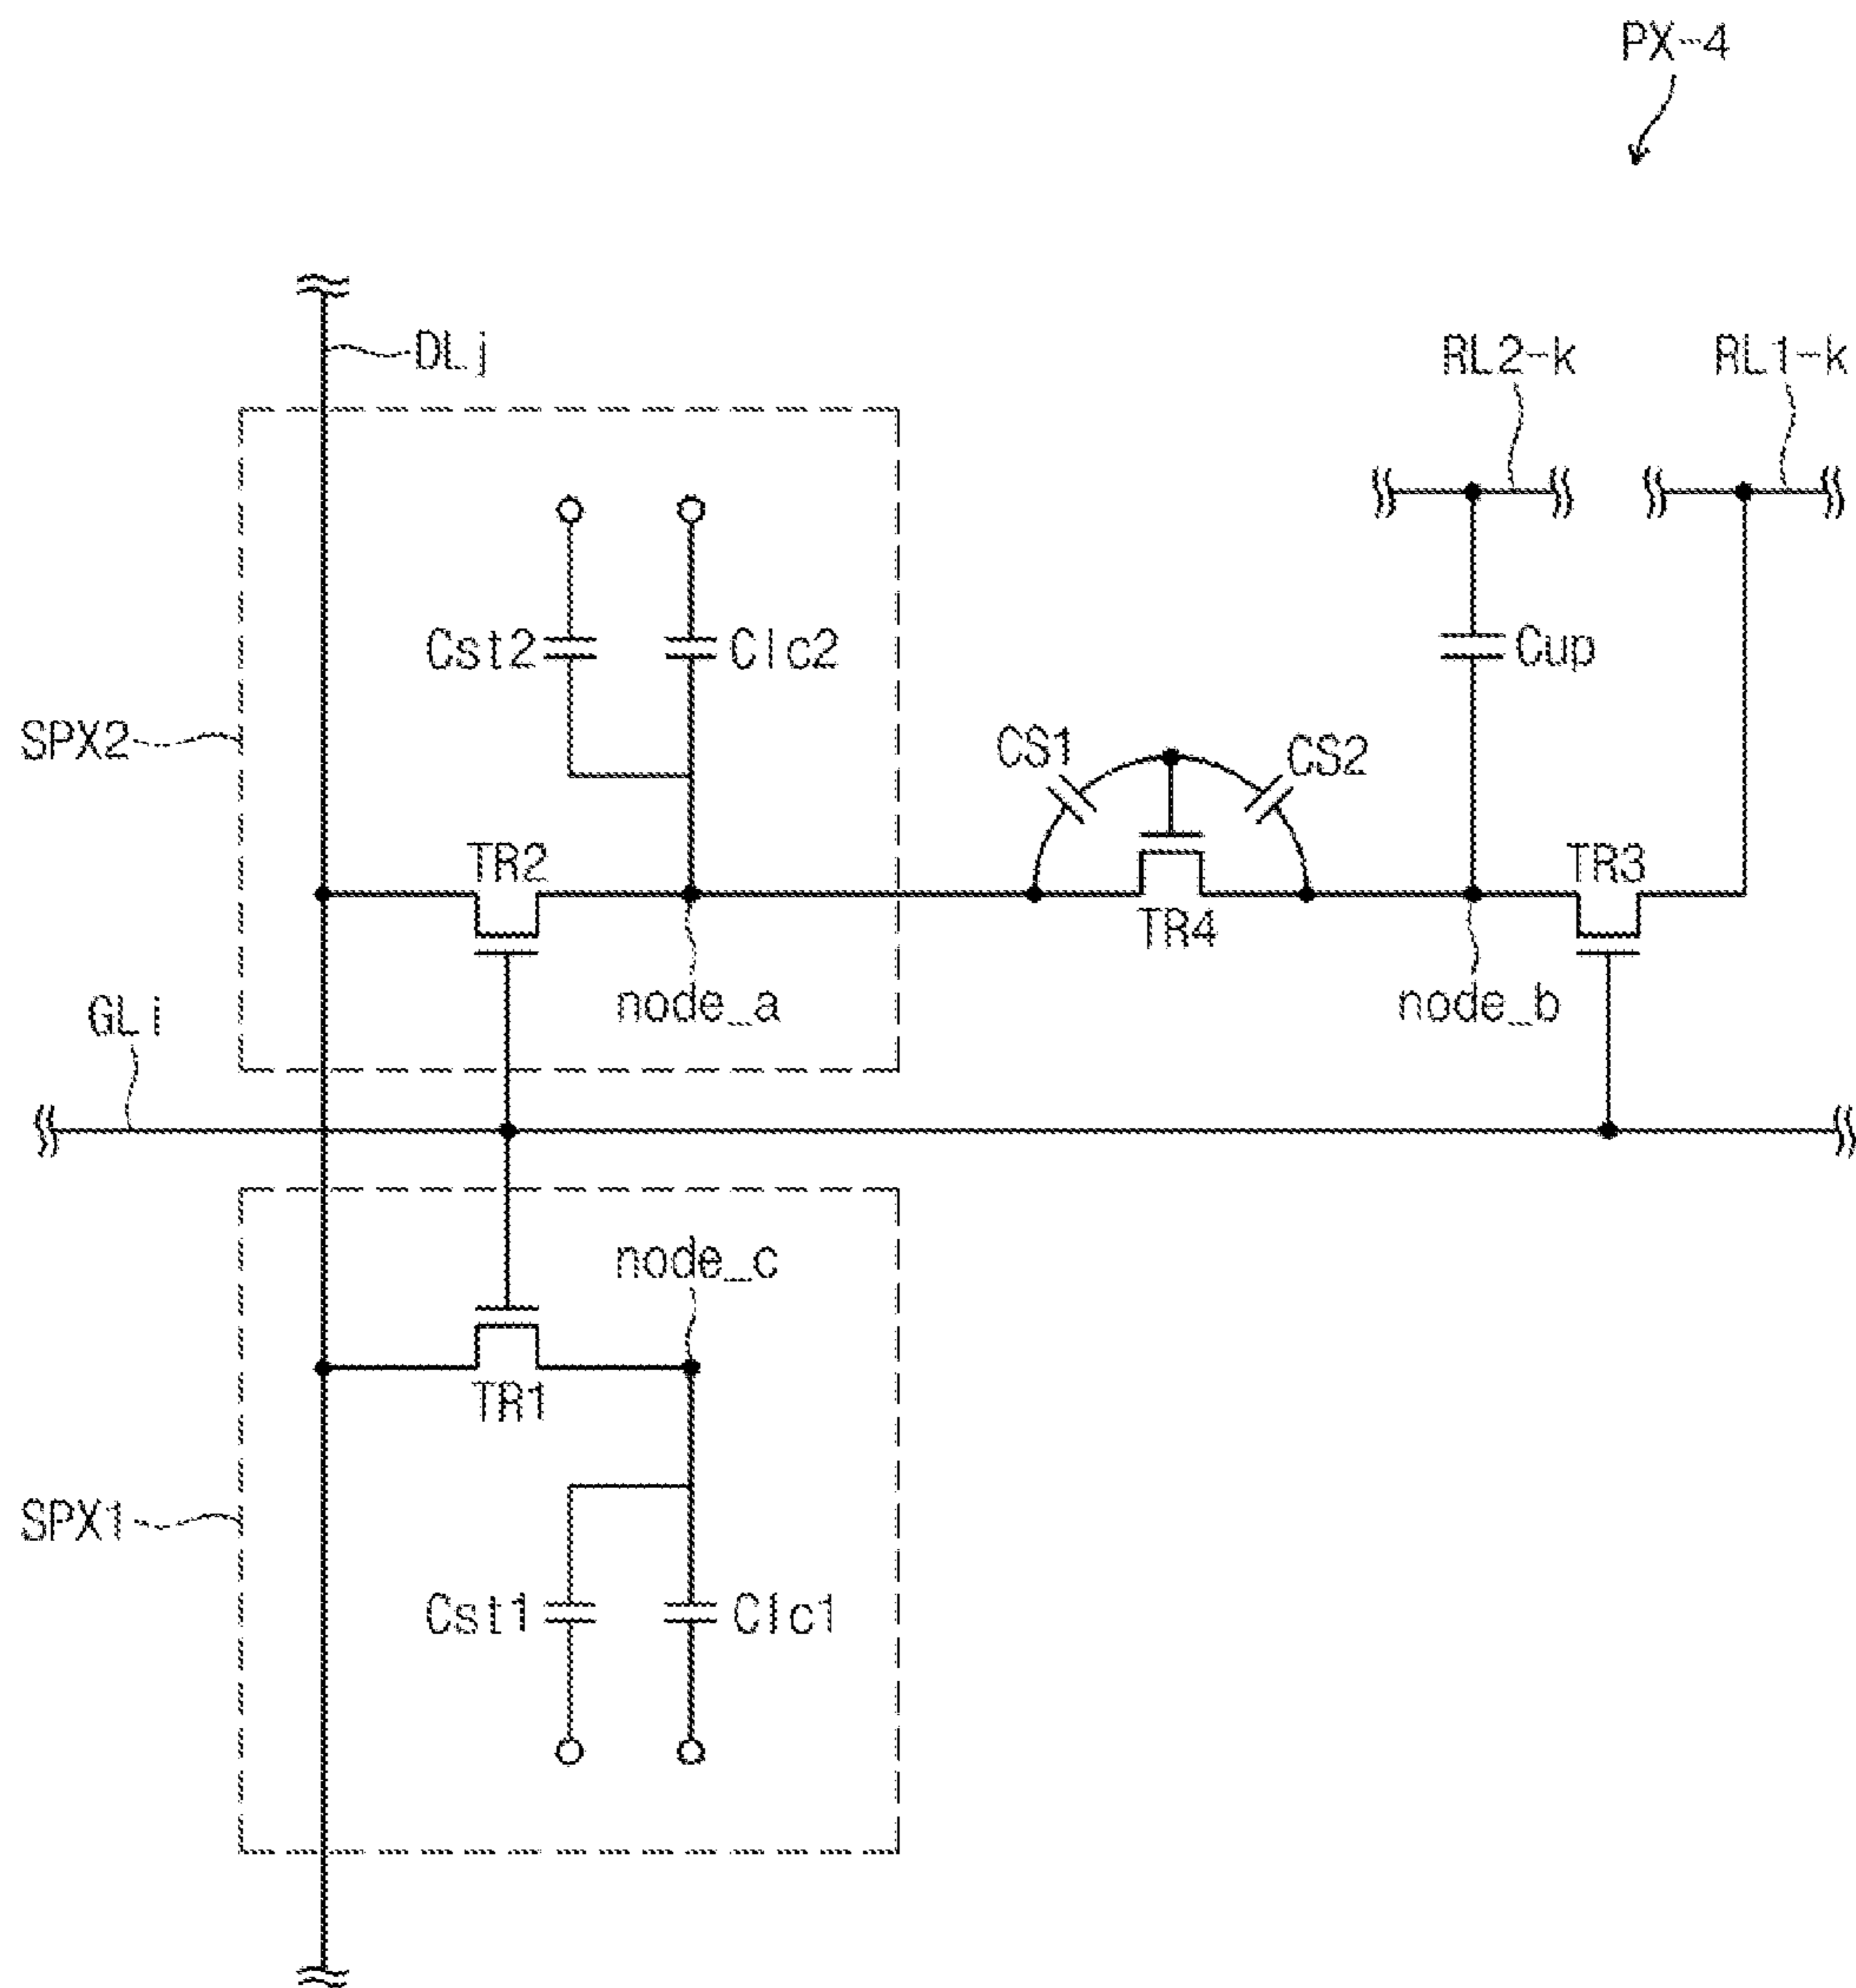 PX-4
DLj
RL2-k
RL1-k
Cst2
Clc2
Cup
SPX2
CS1
CS2
TR2
TR3
TR4
node_a
node_b
GLi
node_c
TR1
SPX1
Cst1
Clc1